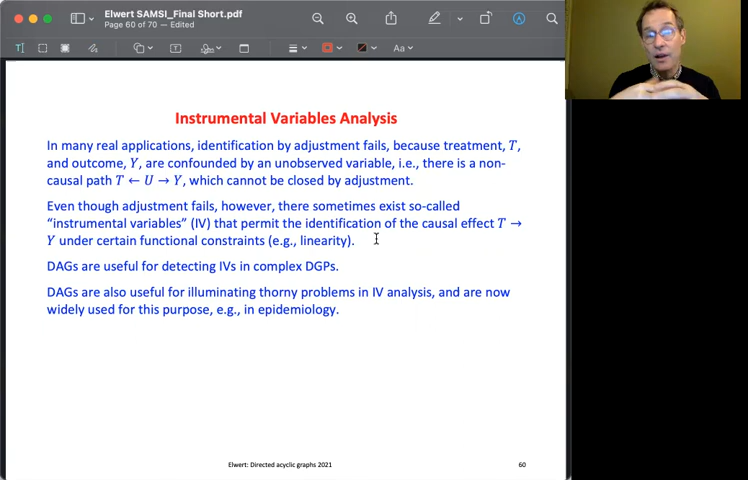 Elwert SAMSI_Final Short.pdf
Page 60 of 70 — Edited
Aa
Instrumental Variables Analysis
In many real applications, identification by adjustment fails, because treatment, T,
and outcome, Y, are confounded by an unobserved variable, i.e., there is a non-
causal path T ← U → Y, which cannot be closed by adjustment.
Even though adjustment fails, however, there sometimes exist so-called
“instrumental variables” (IV) that permit the identification of the causal effect T →
Y under certain functional constraints (e.g., linearity).
DAGs are useful for detecting IVs in complex DGPs.
DAGs are also useful for illuminating thorny problems in IV analysis, and are now
widely used for this purpose, e.g., in epidemiology.
Elwert: Directed acyclic graphs 2021
60